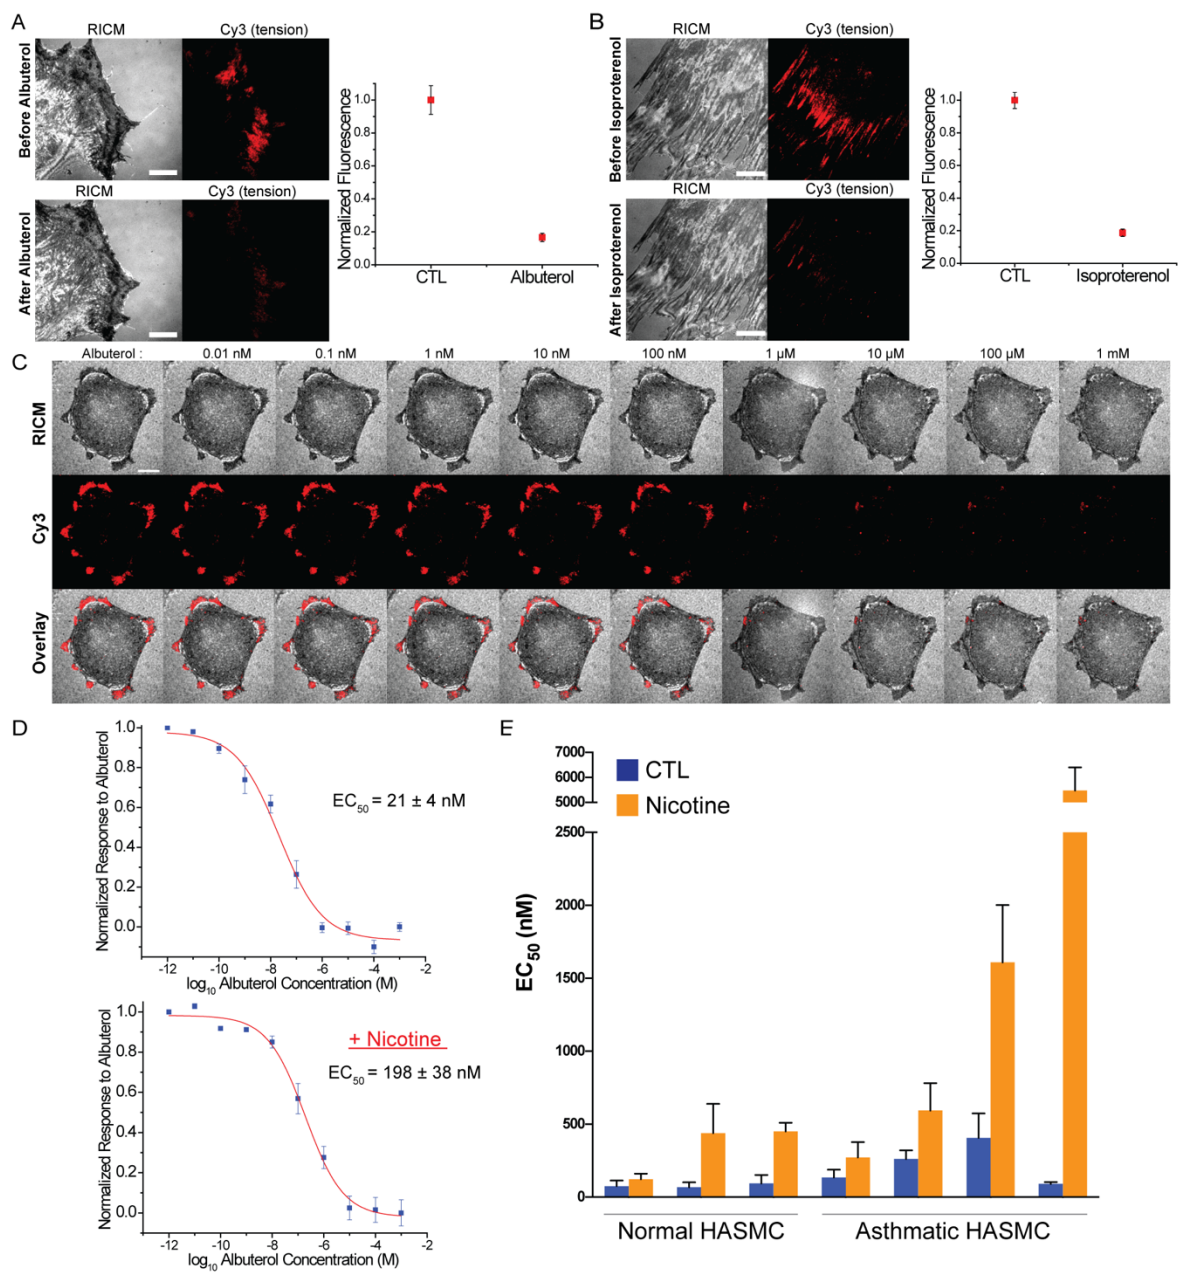 A
RICM
Cy3 (tension)
Before Albuterol
RICM
Cy3 (tension)
After Albuterol
Normalized Fluorescence
1.0
0.8
0.6
0.4
0.2
0.0
CTL
Albuterol
B
RICM
Cy3 (tension)
Before Isoproterenol
RICM
Cy3 (tension)
After Isoproterenol
Normalized Fluorescence
1.0
0.8
0.6
0.4
0.2
0.0
CTL
Isoproterenol
C
Albuterol :
0.01 nM
0.1 nM
1 nM
10 nM
100 nM
1 µM
10 µM
100 µM
1 mM
RICM
Cy3
Overlay
D
Normalized Response to Albuterol
1.0
0.8
0.6
0.4
0.2
0.0
EC50 = 21 ± 4 nM
-12
-10
-8
-6
-4
-2
log10 Albuterol Concentration (M)
Normalized Response to Albuterol
1.0
0.8
0.6
0.4
0.2
0.0
+ Nicotine
EC50 = 198 ± 38 nM
-12
-10
-8
-6
-4
-2
log10 Albuterol Concentration (M)
E
EC50 (nM)
7000
6000
5000
2500
2000
1500
1000
500
0
CTL
Nicotine
Normal HASMC
Asthmatic HASMC